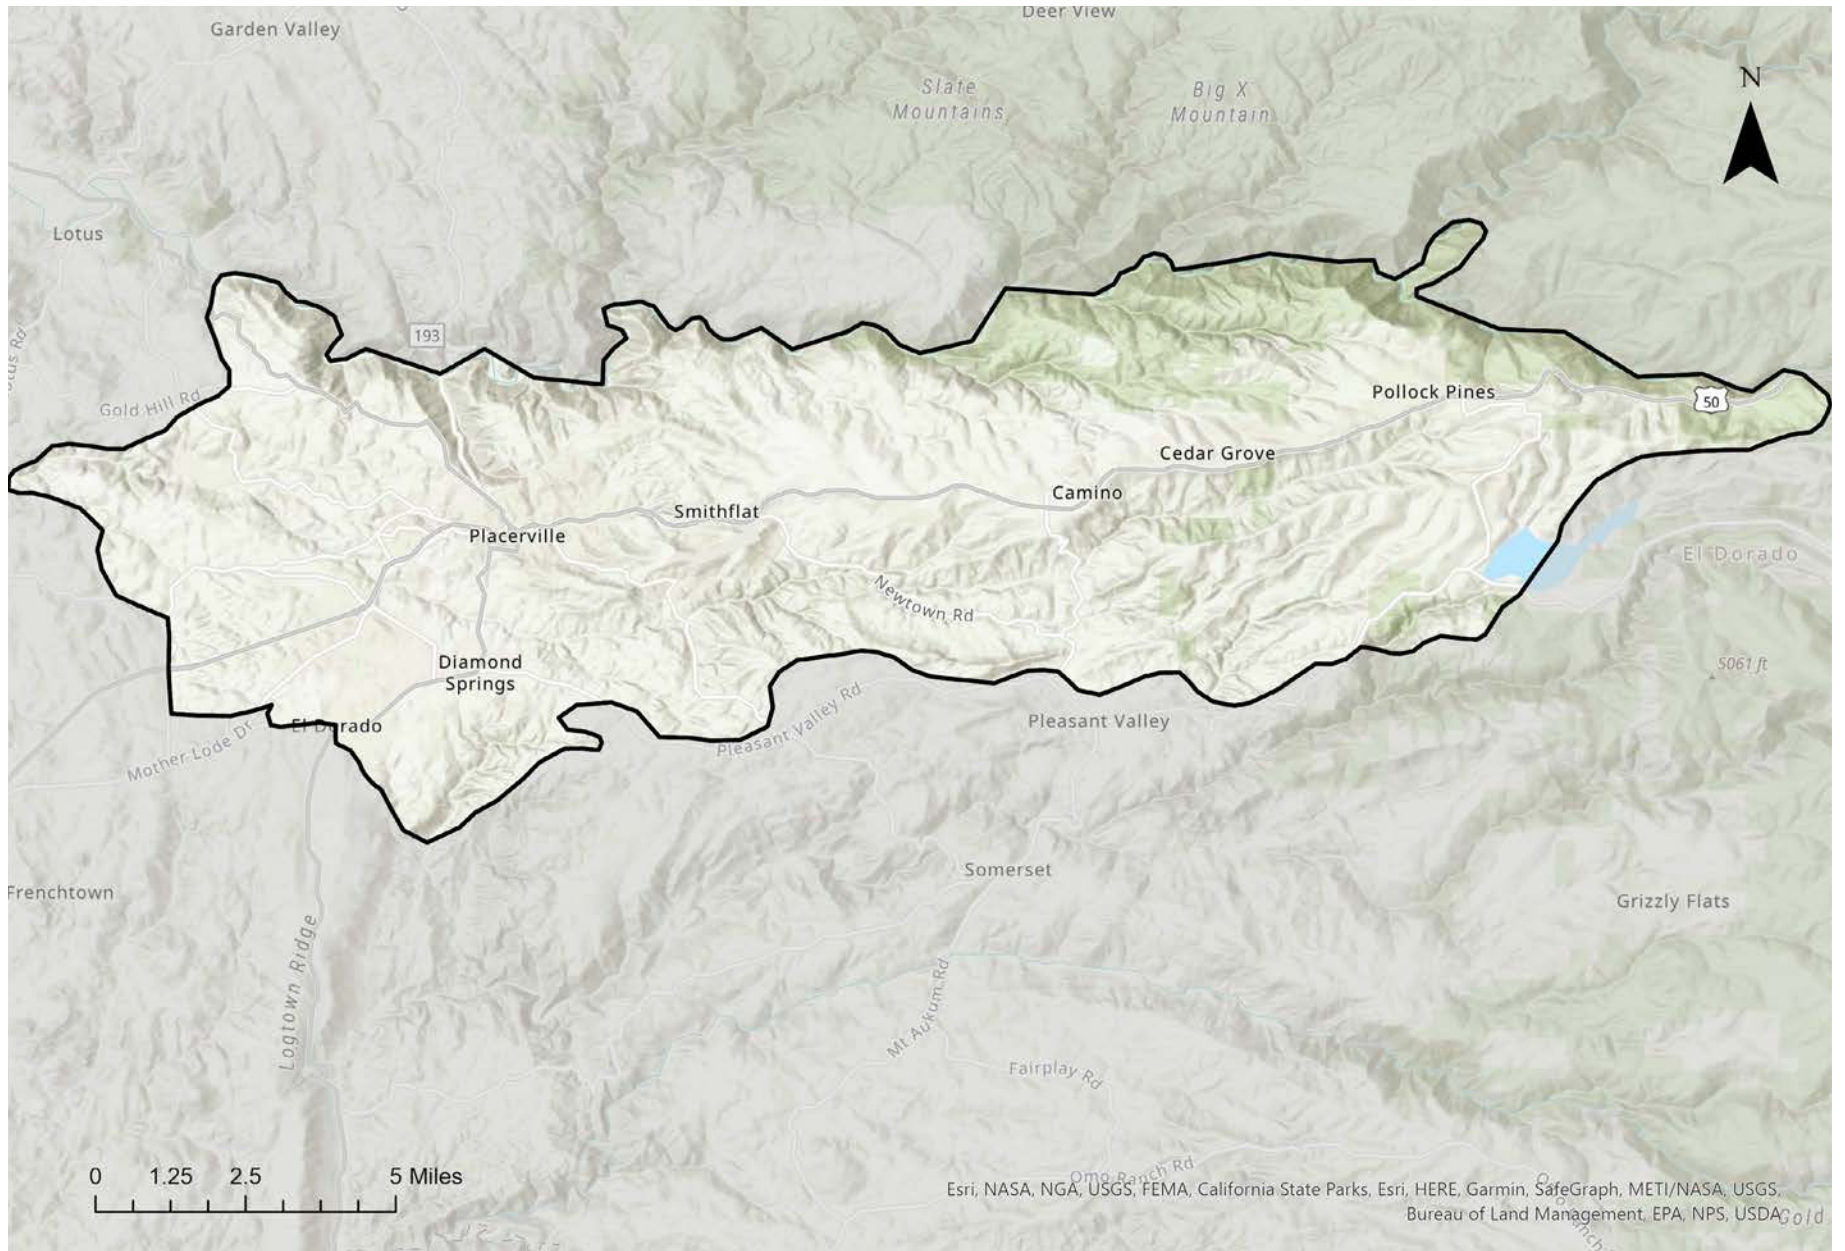 Deer View
Garden Valley
N
Slate
Mountains
Big X
Mountain
Lotus
193
Gold Hill Rd
Pollock Pines
50
Cedar Grove
Camino
Smithflat
Placerville
El Dorado
Newtown Rd
Diamond
Springs
5061 ft
El Dorado
Mother Lode Dr
Pleasant Valley Rd
Pleasant Valley
Somerset
Frenchtown
Grizzly Flats
Logtown Ridge
Mt Aukum Rd
Fairplay Rd
Omo Ranch Rd
0 1.25 2.5 5 Miles
Esri, NASA, NGA, USGS, FEMA, California State Parks, Esri, HERE, Garmin, SafeGraph, METI/NASA, USGS,
Bureau of Land Management, EPA, NPS, USDA
Gold